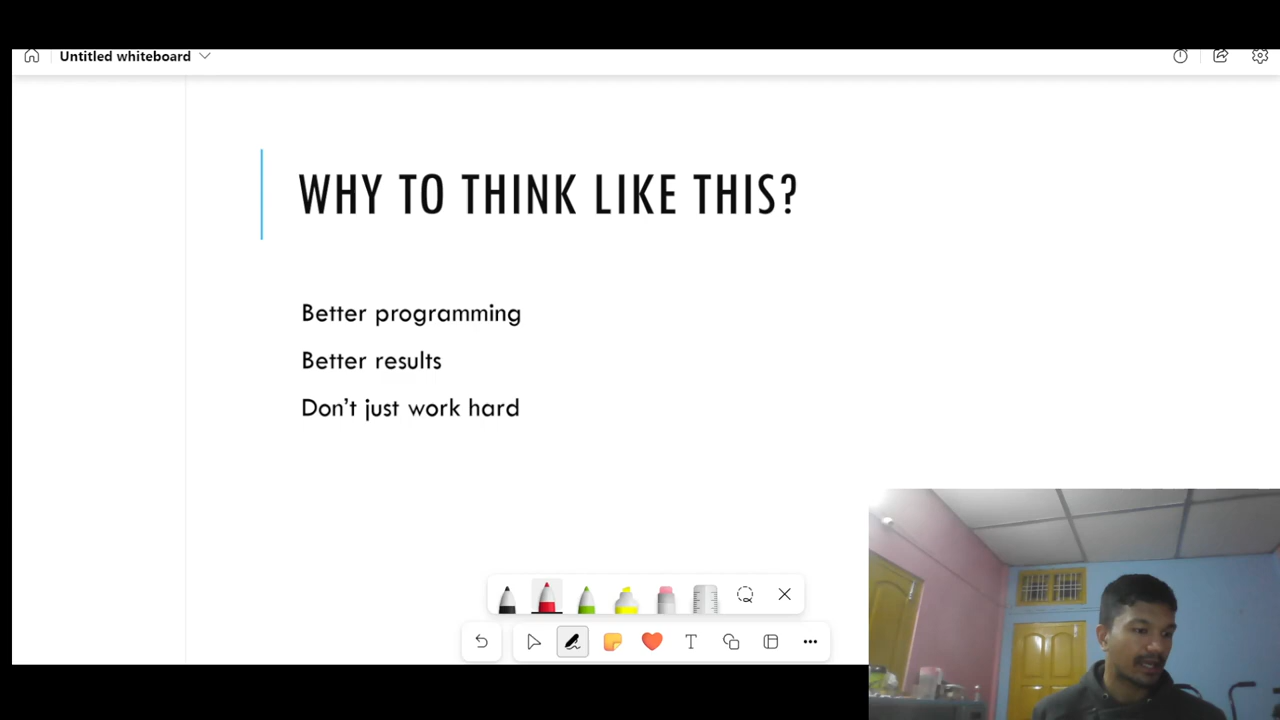 Untitled whiteboard
WHY TO THINK LIKE THIS?
Better programming
Better results
Don't just work hard
T